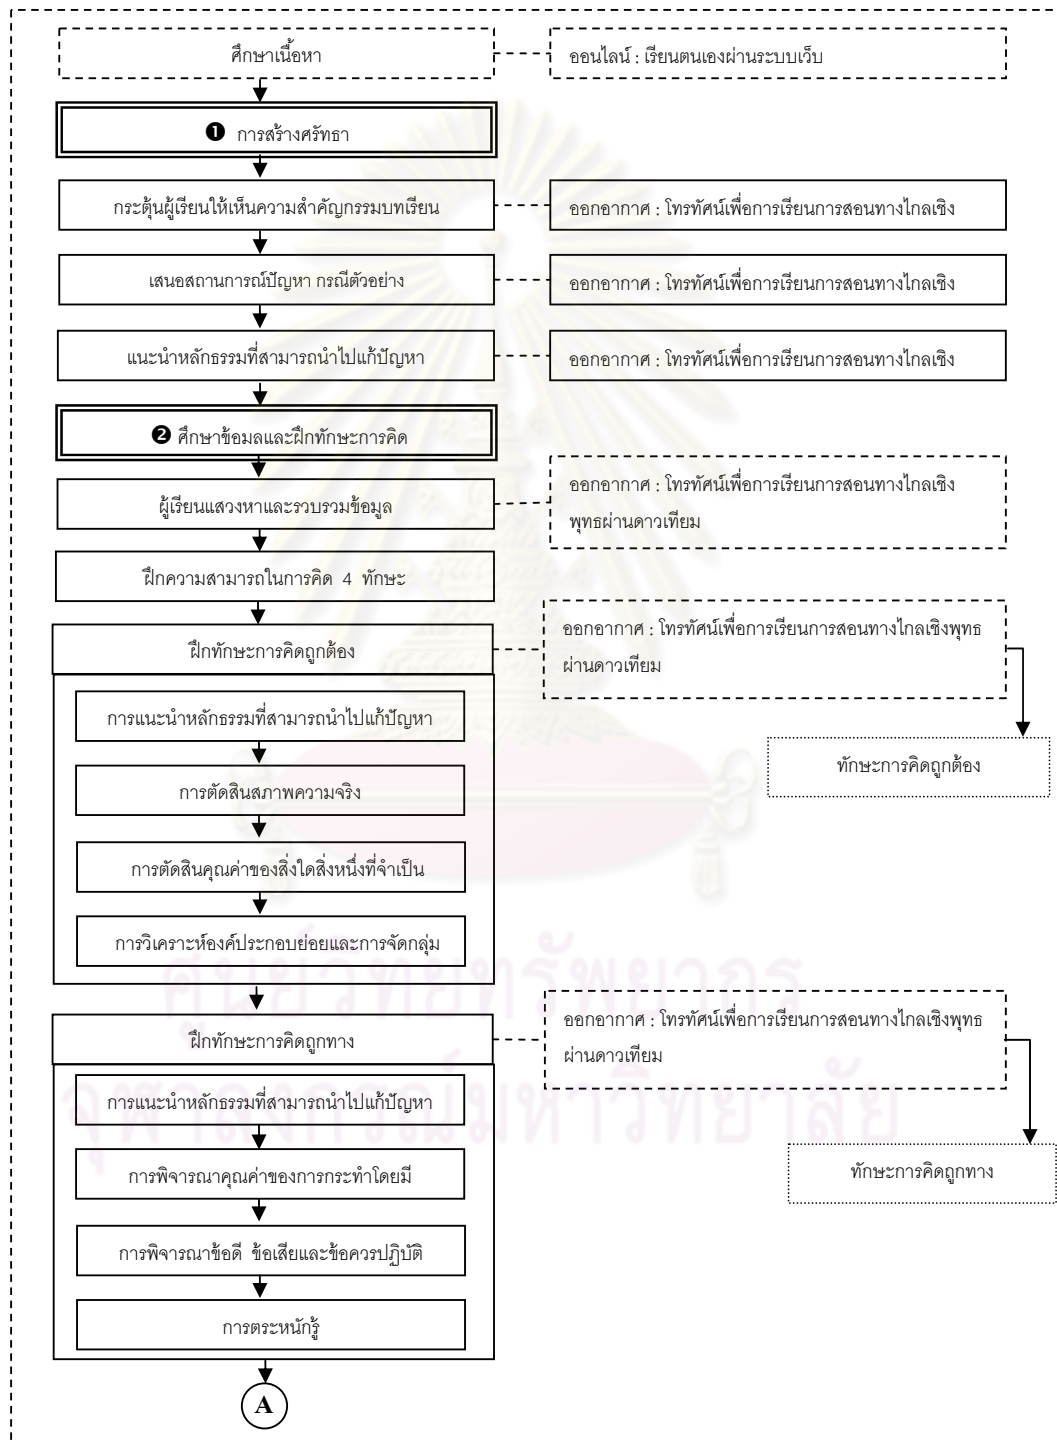 ศึกษาเนื้อหา
ออนไลน์ : เรียนตนเองผ่านระบบเว็บ
❶ การสร้างศรัทธา
กระตุ้นผู้เรียนให้เห็นความสำคัญกรรมบทเรียน
ออกอากาศ : โทรทัศน์เพื่อการเรียนการสอนทางไกลเชิง
เสนอสถานการณ์ปัญหา กรณีตัวอย่าง
ออกอากาศ : โทรทัศน์เพื่อการเรียนการสอนทางไกลเชิง
แนะนำหลักธรรมที่สามารถนำไปแก้ปัญหา
ออกอากาศ : โทรทัศน์เพื่อการเรียนการสอนทางไกลเชิง
❷ ศึกษาข้อมลและฝึกทักษะการคิด
ผู้เรียนแสวงหาและรวบรวมข้อมูล
ออกอากาศ : โทรทัศน์เพื่อการเรียนการสอนทางไกลเชิง
พุทธผ่านดาวเทียม
ฝึกความสามารถในการคิด 4 ทักษะ
ฝึกทักษะการคิดถูกต้อง
ออกอากาศ : โทรทัศน์เพื่อการเรียนการสอนทางไกลเชิงพุทธ
ผ่านดาวเทียม
การแนะนำหลักธรรมที่สามารถนำไปแก้ปัญหา
ทักษะการคิดถูกต้อง
การตัดสินสภาพความจริง
การตัดสินคุณค่าของสิ่งใดสิ่งหนึ่งที่จำเป็น
การวิเคราะห์องค์ประกอบย่อยและการจัดกลุ่ม
ศูนย์วิทยทรัพยากร
จุฬาลงกรณ์มหาวิทยาลัย
ฝึกทักษะการคิดถูกทาง
ออกอากาศ : โทรทัศน์เพื่อการเรียนการสอนทางไกลเชิงพุทธ
ผ่านดาวเทียม
การแนะนำหลักธรรมที่สามารถนำไปแก้ปัญหา
ทักษะการคิดถูกทาง
การพิจารณาคุณค่าของการกระทำโดยมี
การพิจารณาข้อดี ข้อเสียและข้อควรปฏิบัติ
การตระหนักรู้
A